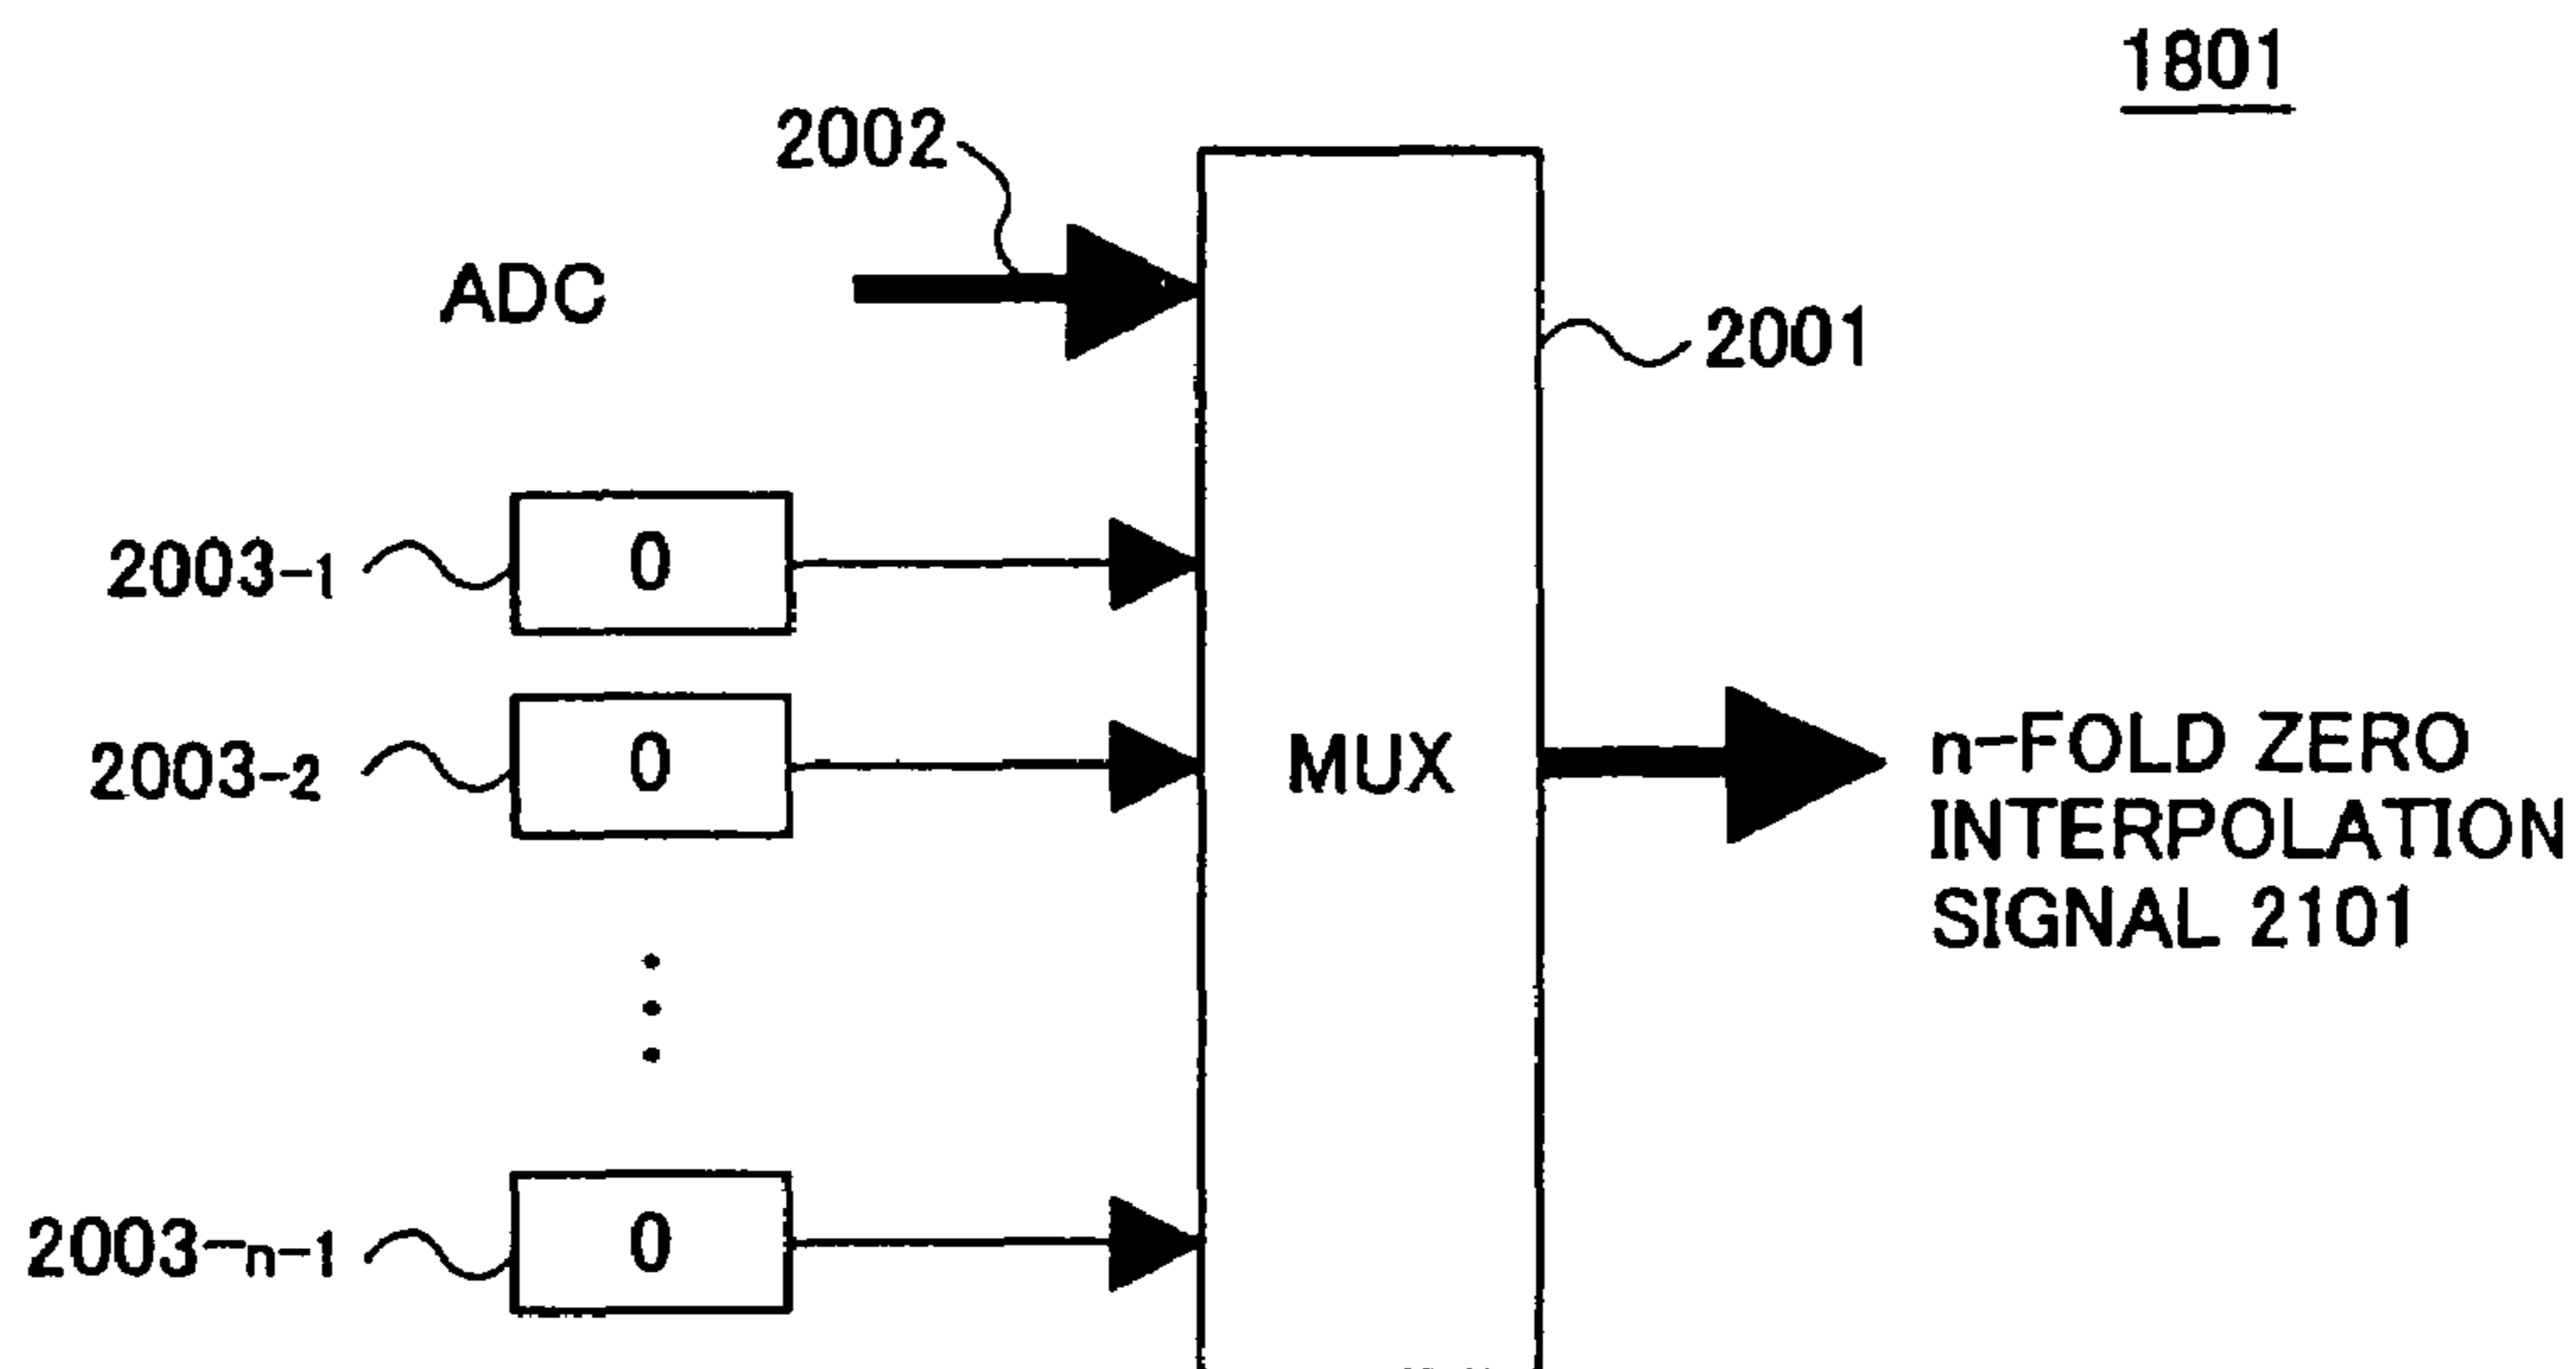 1801
2002
ADC
2001
2003-1
0
2003-2
0
MUX
n-FOLD ZERO
INTERPOLATION
SIGNAL 2101
2003-n-1
0